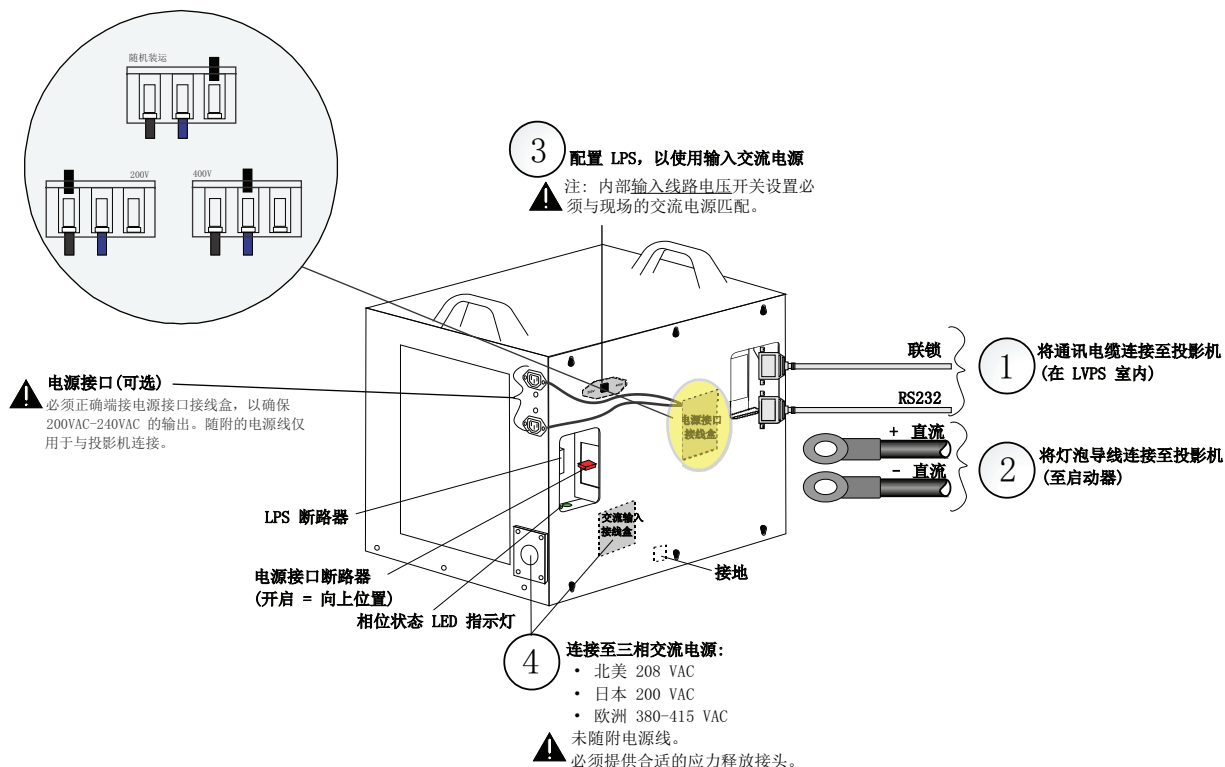 随机装运
200V
400V
3
配置 LPS，以使用输入交流电源
注: 内部输入线路电压开关设置必
须与现场的交流电源匹配。
电源接口(可选)
必须正确端接电源接口接线盒，以确保
200VAC-240VAC 的输出。随附的电源线仅
用于与投影机连接。
电源接口
接线盒
联锁
RS232
1
将通讯电缆连接至投影机
(在 LVPS 室内)
+ 直流
- 直流
2
将灯泡导线连接至投影机
(至启动器)
LPS 断路器
交流输入
接线盒
电源接口断路器
(开启 = 向上位置)
接地
相位状态 LED 指示灯
4
连接至三相交流电源:
• 北美 208 VAC
• 日本 200 VAC
• 欧洲 380-415 VAC
未随附电源线。
必须提供合适的应力释放接头。